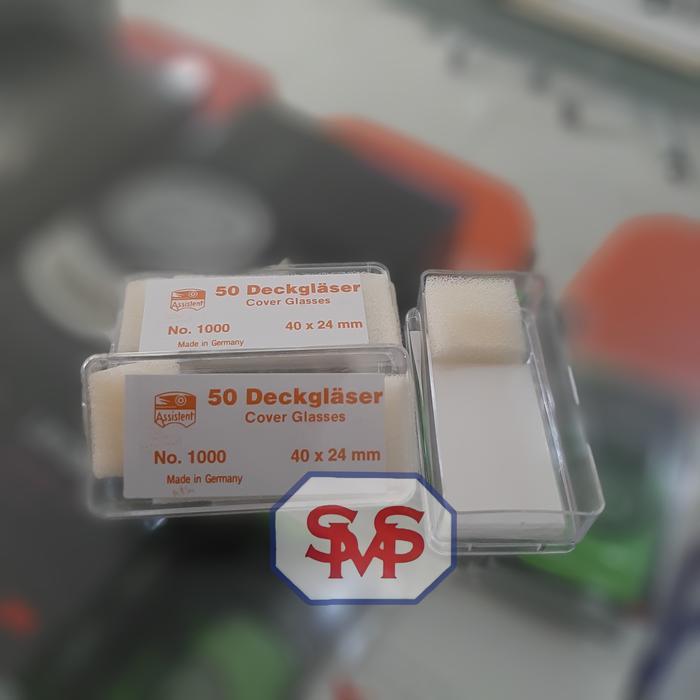 50 Deckgläser
Cover Glasses
Assistent
No. 1000
40 x 24 mm
Made in Germany
50 Deckgläser
Cover Glasses
Assistent
No. 1000
40 x 24 mm
Made in Germany
SMS